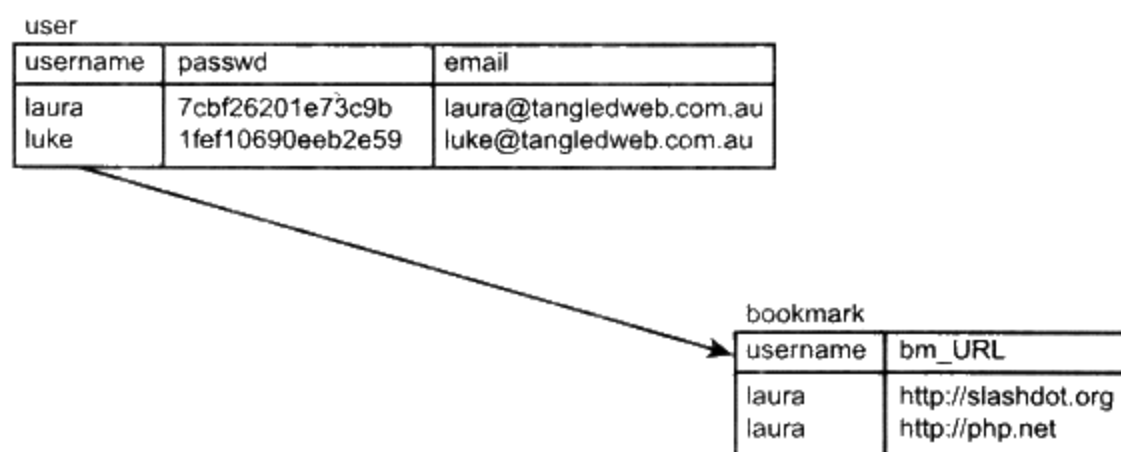 user
username passwd email
laura 7cbf26201e73c9b laura@tangledweb.com.au
luke 1fef10690eeb2e59 luke@tangledweb.com.au
bookmark
username bm_URL
laura http://slashdot.org
laura http://php.net